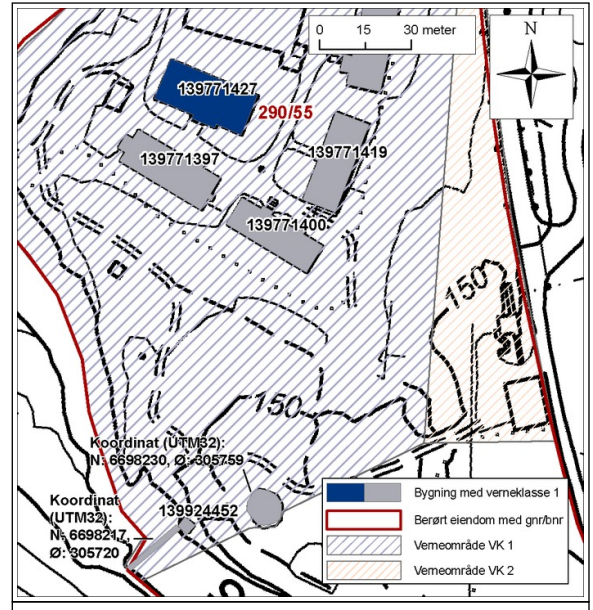 0 15 30 meter
N
139771427
290/55
139771397
139771419
139771400
150
150
Koordinat (UTM32):
N: 6698230, Ø: 305759
Koordinat
(UTM32):
N: 6698217,
Ø: 305720
139924452
Bygning med verneklasse 1
Berørt eiendom med gnr/bnr
Verneområde VK 1
Verneområde VK 2